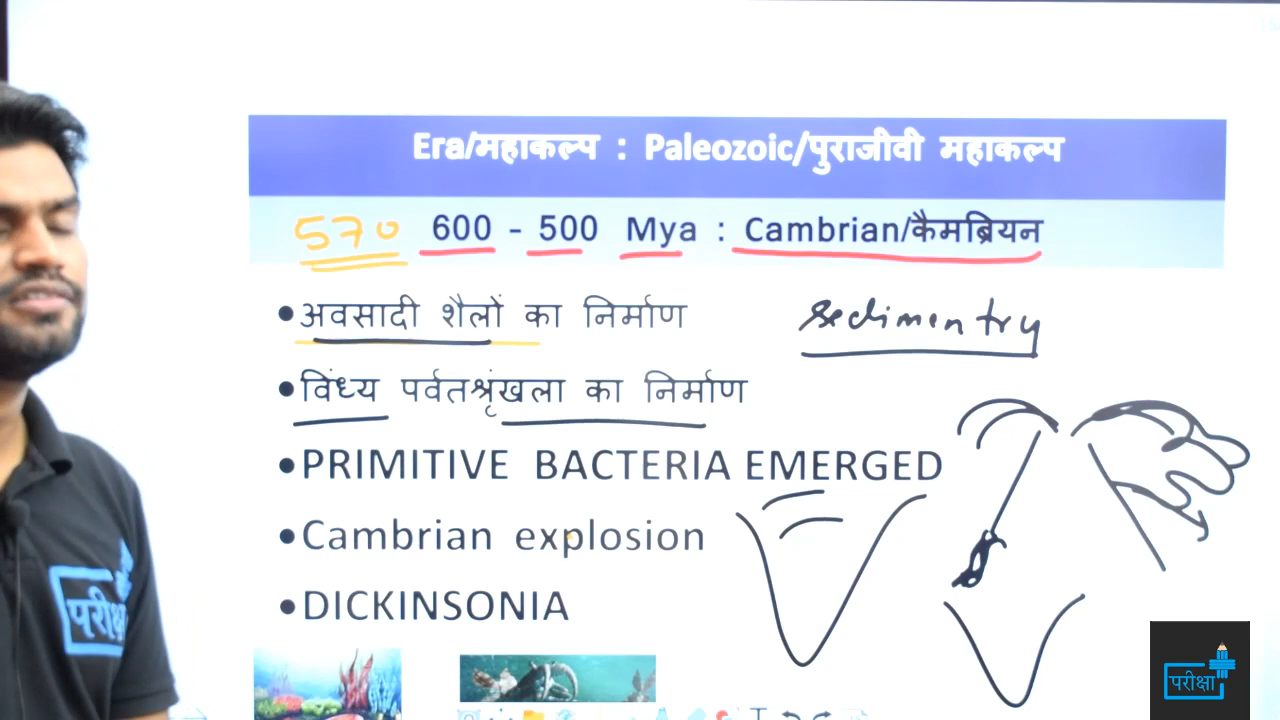 Era/महाकल्प : Paleozoic/पुराजीवी महाकल्प
570 600 - 500 Mya : Cambrian/कैमब्रियन
•अवसादी शैलों का निर्माण
sedimentry
•विंध्य पर्वतश्रृंखला का निर्माण
•PRIMITIVE BACTERIA EMERGED
•Cambrian explosion
•DICKINSONIA
परीक्षा
परीक्षा